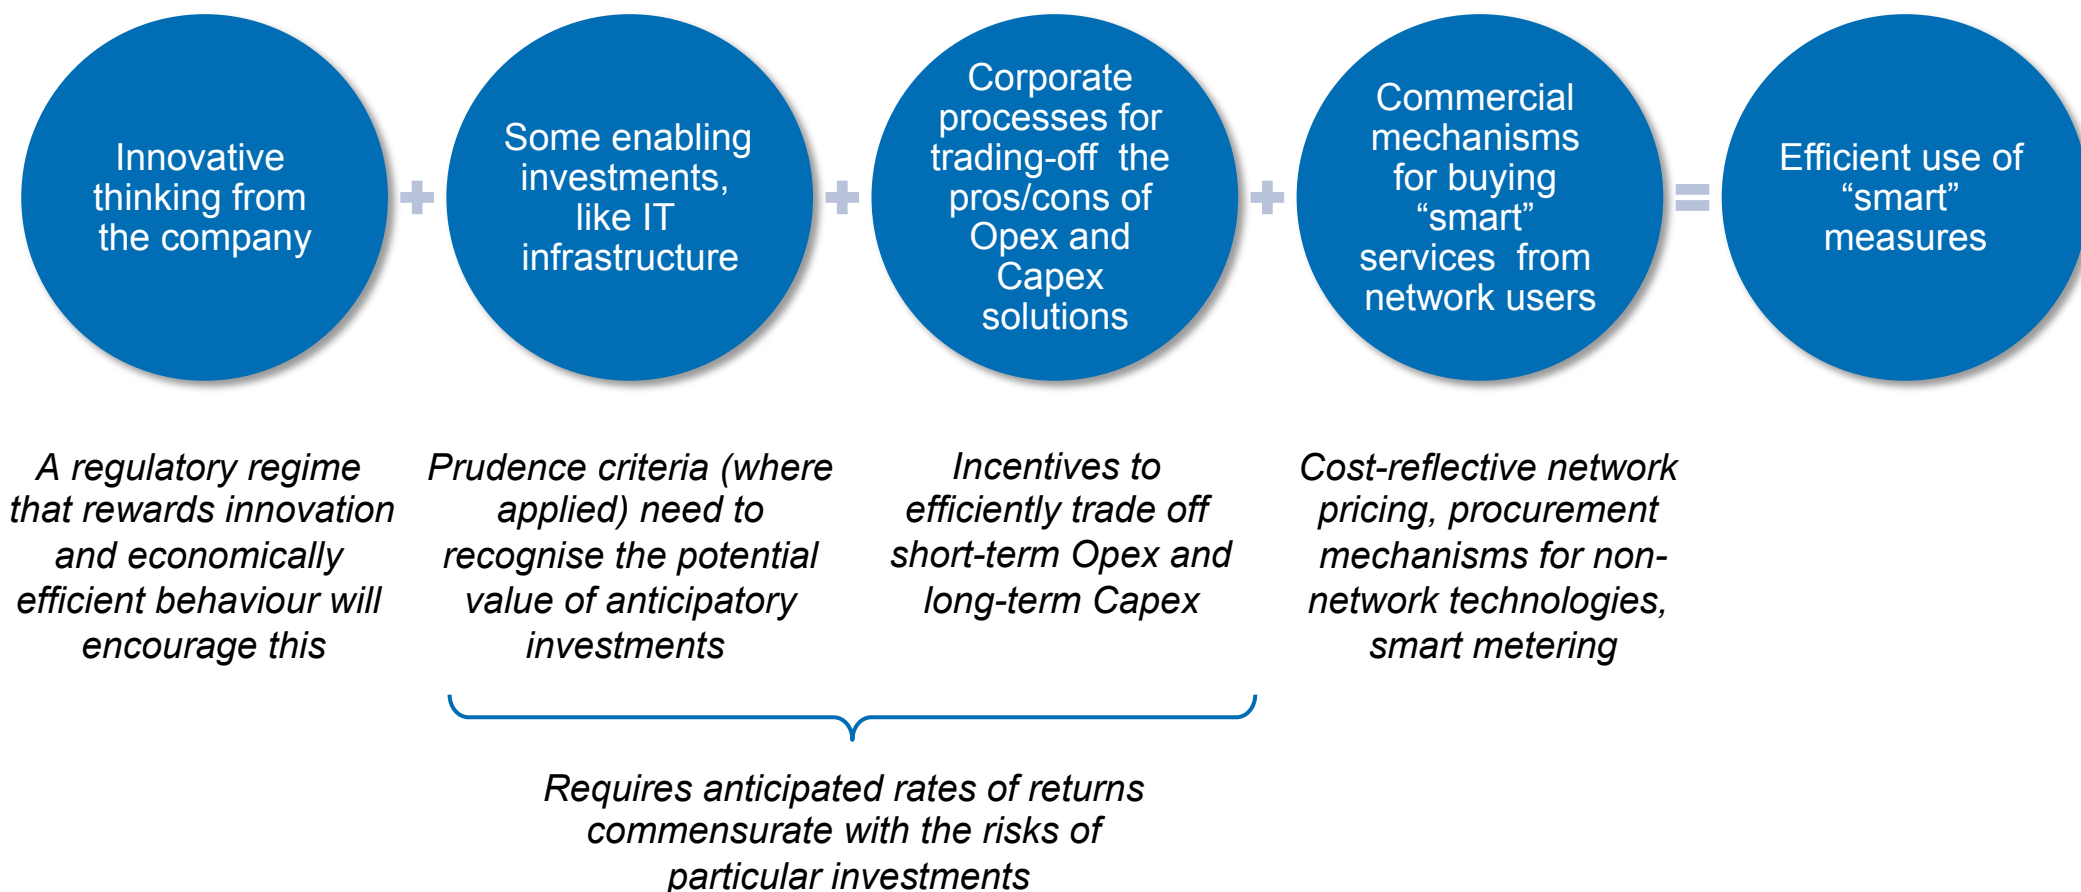 Innovative
thinking from
the company
+
Some enabling
investments,
like IT
infrastructure
+
Corporate
processes for
trading-off the
pros/cons of
Opex and
Capex
solutions
+
Commercial
mechanisms
for buying
“smart”
services from
network users
=
Efficient use of
“smart”
measures
A regulatory regime
that rewards innovation
and economically
efficient behaviour will
encourage this
Prudence criteria (where
applied) need to
recognise the potential
value of anticipatory
investments
Incentives to
efficiently trade off
short-term Opex and
long-term Capex
Cost-reflective network
pricing, procurement
mechanisms for non-
network technologies,
smart metering
Requires anticipated rates of returns
commensurate with the risks of
particular investments